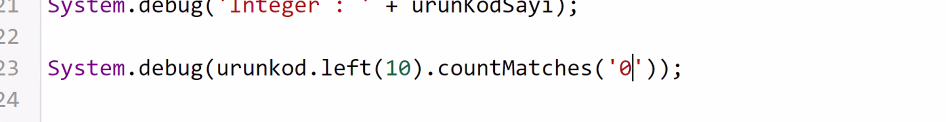 21 System.debug('Integer : ' + urunKodSayi);
22
23 System.debug(urunkod.left(10).countMatches('0'));
24